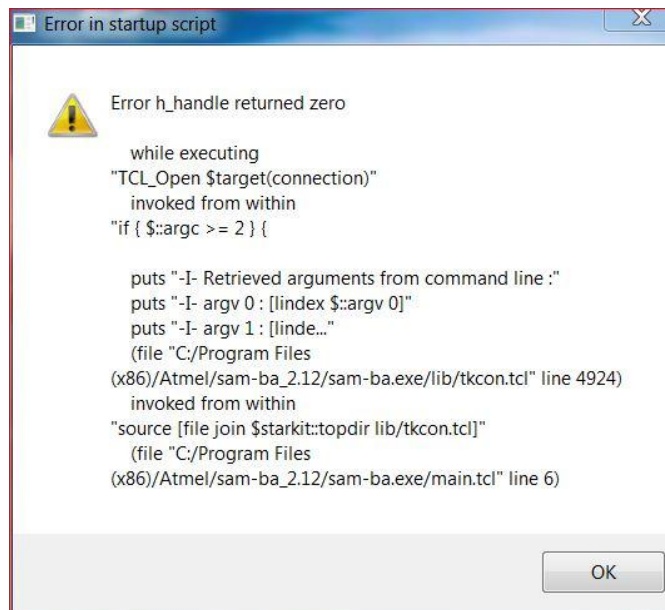 Error in startup script
Error h_handle returned zero
while executing
"TCL_Open $target(connection)"
invoked from within
"if { $::argc >= 2 } {
puts "-I- Retrieved arguments from command line :"
puts "-I- argv 0 : [lindex $::argv 0]"
puts "-I- argv 1 : [linde..."
(file "C:/Program Files
(x86)/Atmel/sam-ba_2.12/sam-ba.exe/lib/tkcon.tcl" line 4924)
invoked from within
"source [file join $starkit::topdir lib/tkcon.tcl]"
(file "C:/Program Files
(x86)/Atmel/sam-ba_2.12/sam-ba.exe/main.tcl" line 6)
OK